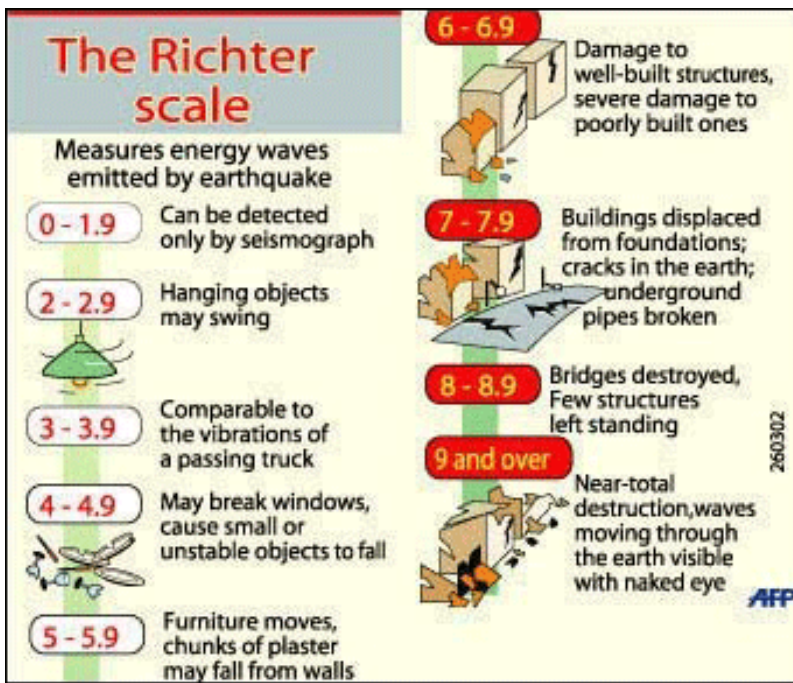 The Richter
scale
Measures energy waves
emitted by earthquake
0 - 1.9
Can be detected
only by seismograph
2 - 2.9
Hanging objects
may swing
3 - 3.9
Comparable to
the vibrations of
a passing truck
4 - 4.9
May break windows,
cause small or
unstable objects to fall
5 - 5.9
Furniture moves,
chunks of plaster
may fall from walls
6 - 6.9
Damage to
well-built structures,
severe damage to
poorly built ones
7 - 7.9
Buildings displaced
from foundations;
cracks in the earth;
underground
pipes broken
8 - 8.9
Bridges destroyed,
Few structures
left standing
9 and over
Near-total
destruction,waves
moving through
the earth visible
with naked eye
260302
AFP